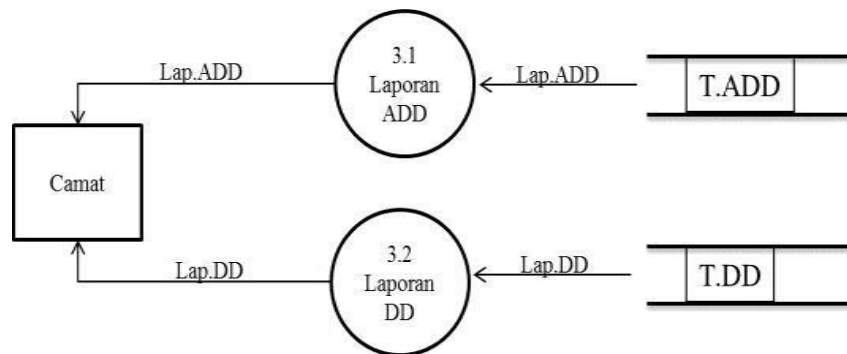 3.1
Laporan
ADD
Lap.ADD
Lap.ADD
T.ADD
Camat
3.2
Laporan
DD
Lap.DD
Lap.DD
T.DD